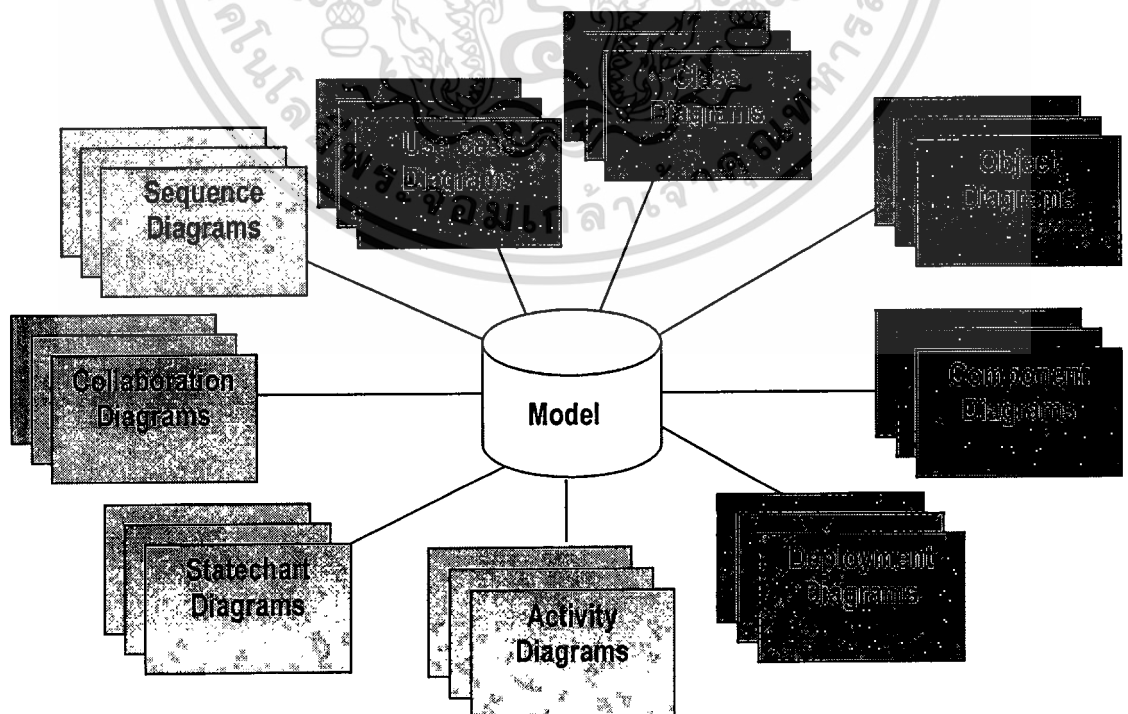 Class
Diagrams
Use case
Diagrams
Object
Diagrams
Sequence
Diagrams
Collaboration
Diagrams
Model
Component
Diagrams
Statechart
Diagrams
Activity
Diagrams
Deployment
Diagrams